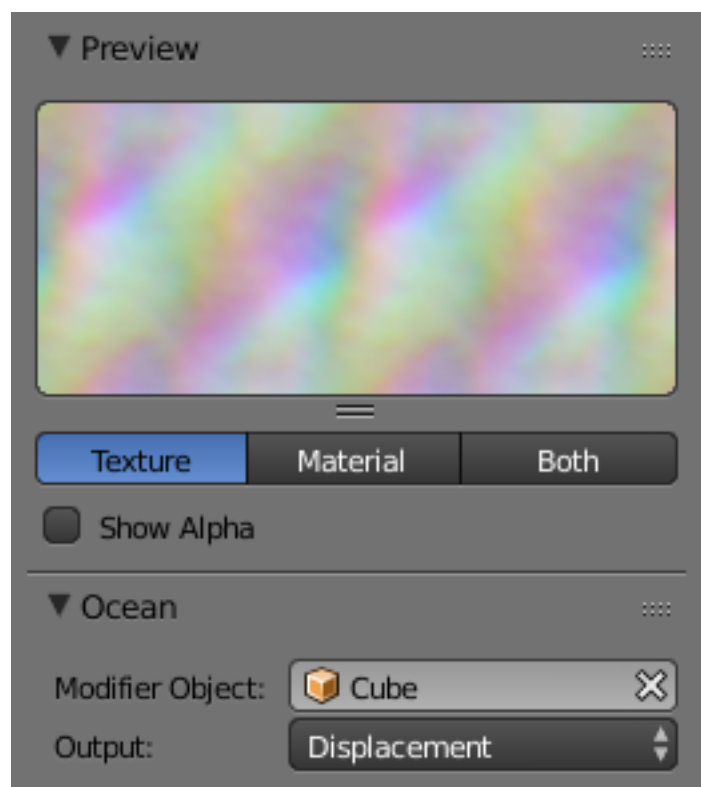 Preview
Texture Material Both
Show Alpha
Ocean
Modifier Object: Cube
Output: Displacement